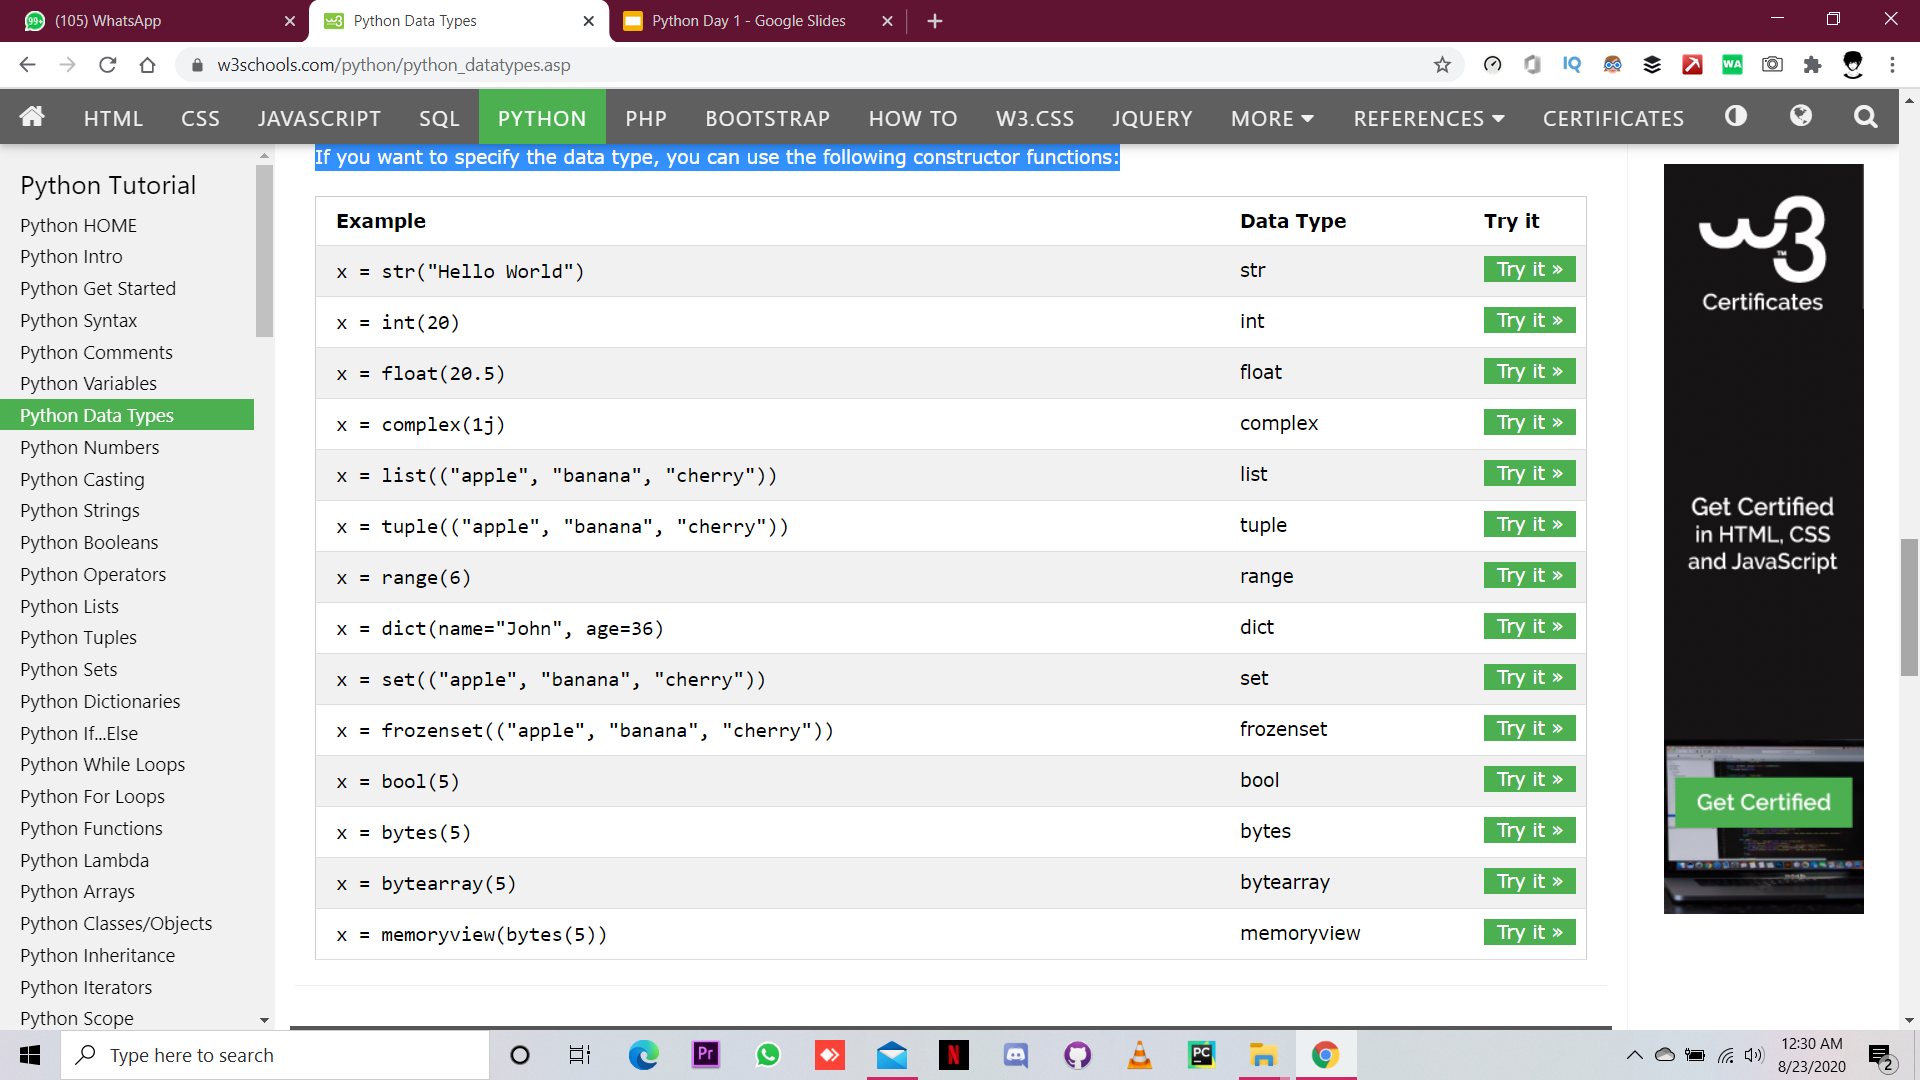 (105) WhatsApp
Python Data Types
Python Day 1 - Google Slides
w3schools.com/python/python_datatypes.asp
HTML CSS JAVASCRIPT SQL PYTHON PHP BOOTSTRAP HOW TO W3.CSS JQUERY MORE REFERENCES CERTIFICATES
Python Tutorial
Python HOME
Python Intro
Python Get Started
Python Syntax
Python Comments
Python Variables
Python Data Types
Python Numbers
Python Casting
Python Strings
Python Booleans
Python Operators
Python Lists
Python Tuples
Python Sets
Python Dictionaries
Python If...Else
Python While Loops
Python For Loops
Python Functions
Python Lambda
Python Arrays
Python Classes/Objects
Python Inheritance
Python Iterators
Python Scope
If you want to specify the data type, you can use the following constructor functions:
Example Data Type Try it
x = str("Hello World") str Try it »
x = int(20) int Try it »
x = float(20.5) float Try it »
x = complex(1j) complex Try it »
x = list(("apple", "banana", "cherry")) list Try it »
x = tuple(("apple", "banana", "cherry")) tuple Try it »
x = range(6) range Try it »
x = dict(name="John", age=36) dict Try it »
x = set(("apple", "banana", "cherry")) set Try it »
x = frozenset(("apple", "banana", "cherry")) frozenset Try it »
x = bool(5) bool Try it »
x = bytes(5) bytes Try it »
x = bytearray(5) bytearray Try it »
x = memoryview(bytes(5)) memoryview Try it »
w3 ™
Certificates
Get Certified
in HTML, CSS
and JavaScript
Get Certified
Type here to search
12:30 AM
8/23/2020
2
99+
IQ
WA
Pr
N
PC